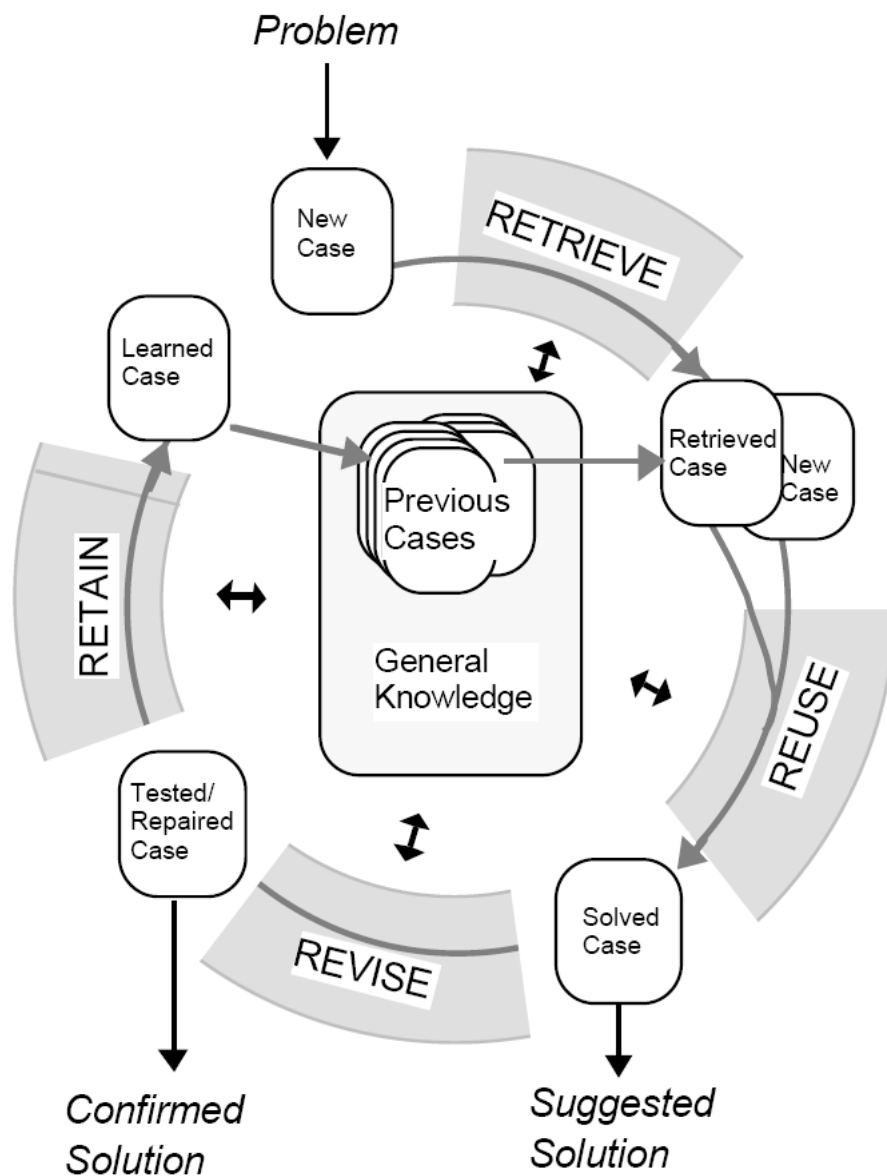 Problem
New
Case
RETRIEVE
Learned
Case
Retrieved
Case
New
Case
Previous
Cases
RETAIN
General
Knowledge
REUSE
Tested/
Repaired
Case
Solved
Case
REVISE
Confirmed
Solution
Suggested
Solution